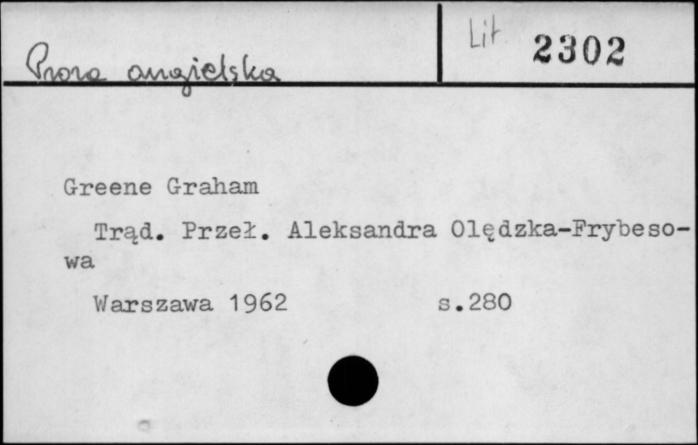 Lit 2302
Proza angielska
Greene Graham
Trąd. Przeł. Aleksandra Olędzka-Frybeso-
wa
Warszawa 1962 s.280